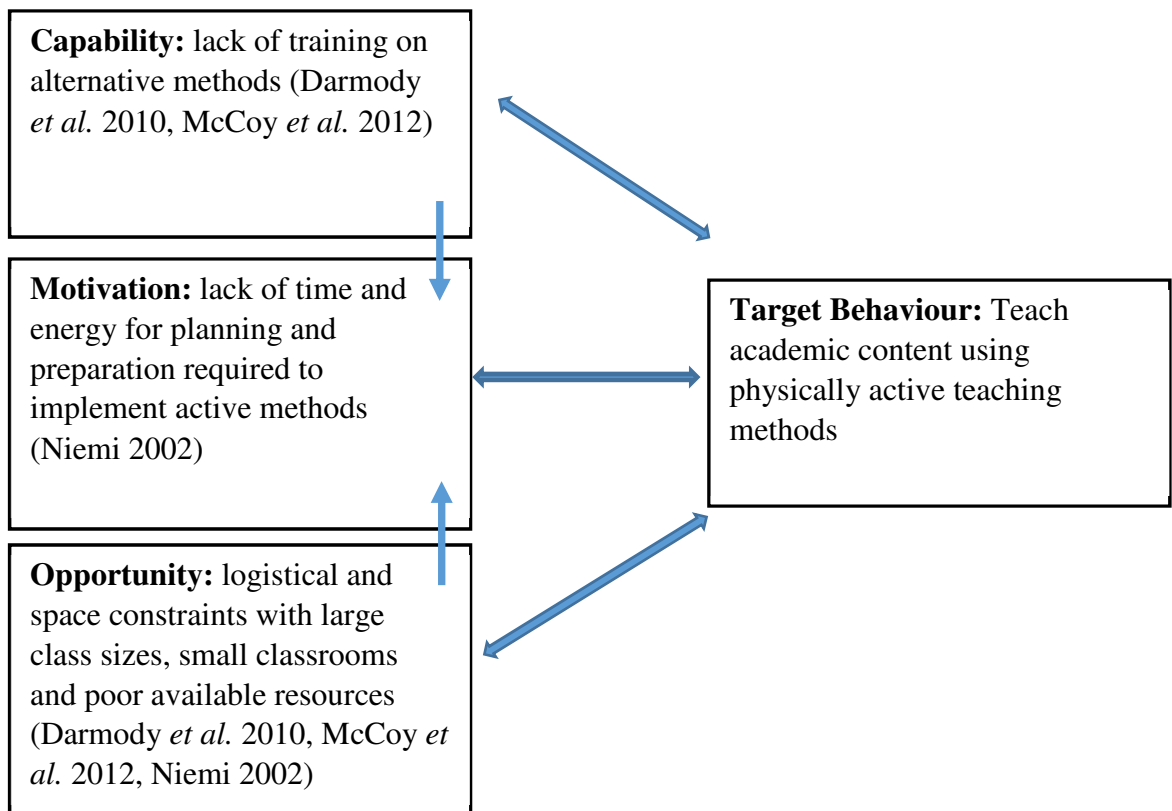 Capability: lack of training on
alternative methods (Darmody
et al. 2010, McCoy et al. 2012)
Motivation: lack of time and
energy for planning and
preparation required to
implement active methods
(Niemi 2002)
Target Behaviour: Teach
academic content using
physically active teaching
methods
Opportunity: logistical and
space constraints with large
class sizes, small classrooms
and poor available resources
(Darmody et al. 2010, McCoy et
al. 2012, Niemi 2002)